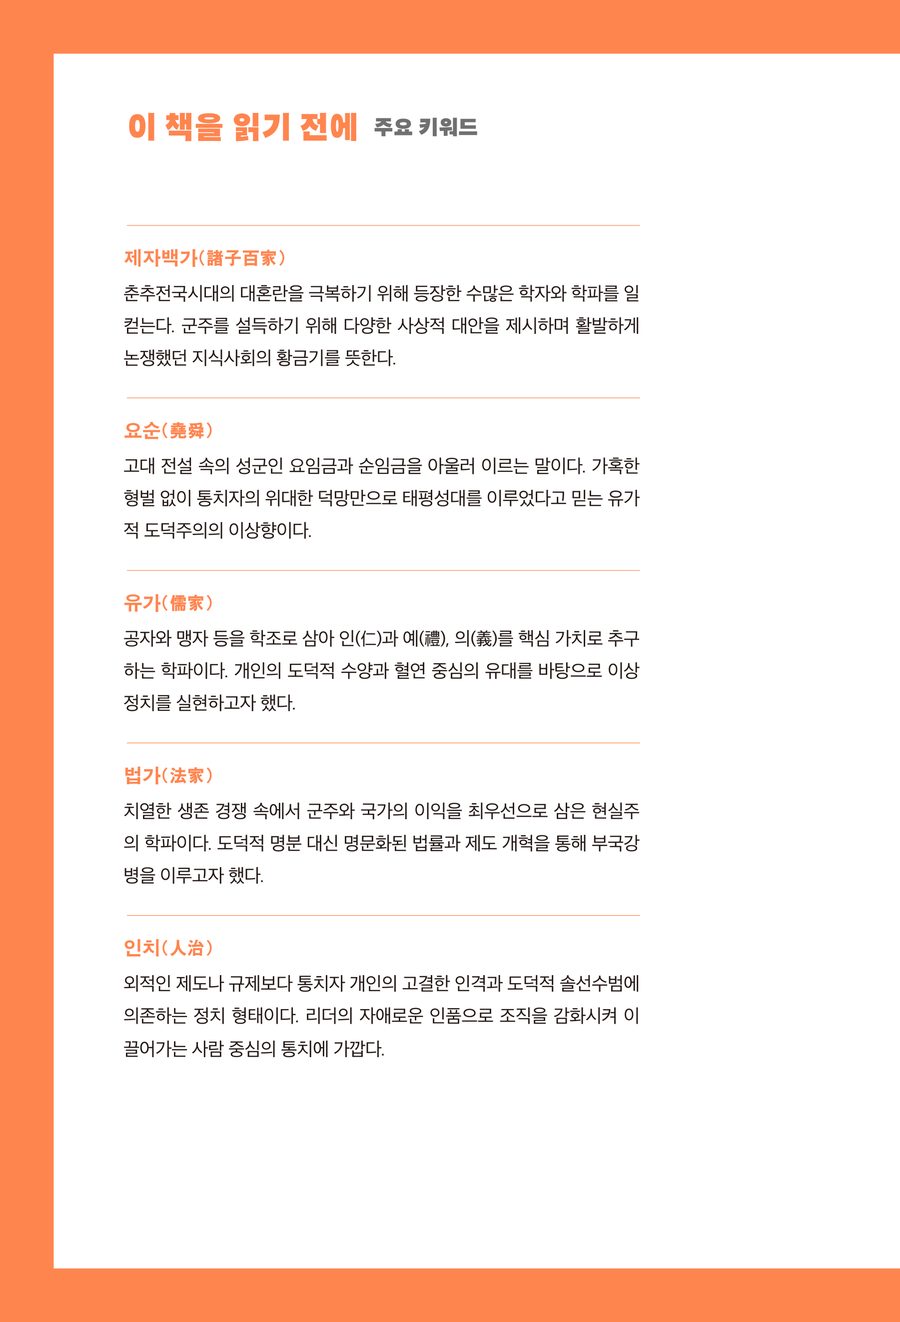 이 책을 읽기 전에 주요 키워드
제자백가(諸子百家)
춘추전국시대의 대혼란을 극복하기 위해 등장한 수많은 학자와 학파를 일
컫는다. 군주를 설득하기 위해 다양한 사상적 대안을 제시하며 활발하게
논쟁했던 지식사회의 황금기를 뜻한다.
요순(堯舜)
고대 전설 속의 성군인 요임금과 순임금을 아울러 이르는 말이다. 가혹한
형벌 없이 통치자의 위대한 덕망만으로 태평성대를 이루었다고 믿는 유가
적 도덕주의의 이상향이다.
유가(儒家)
공자와 맹자 등을 학조로 삼아 인(仁)과 예(禮), 의(義)를 핵심 가치로 추구
하는 학파이다. 개인의 도덕적 수양과 혈연 중심의 유대를 바탕으로 이상
정치를 실현하고자 했다.
법가(法家)
치열한 생존 경쟁 속에서 군주와 국가의 이익을 최우선으로 삼은 현실주
의 학파이다. 도덕적 명분 대신 명문화된 법률과 제도 개혁을 통해 부국강
병을 이루고자 했다.
인치(人治)
외적인 제도나 규제보다 통치자 개인의 고결한 인격과 도덕적 솔선수범에
의존하는 정치 형태이다. 리더의 자애로운 인품으로 조직을 감화시켜 이
끌어가는 사람 중심의 통치에 가깝다.